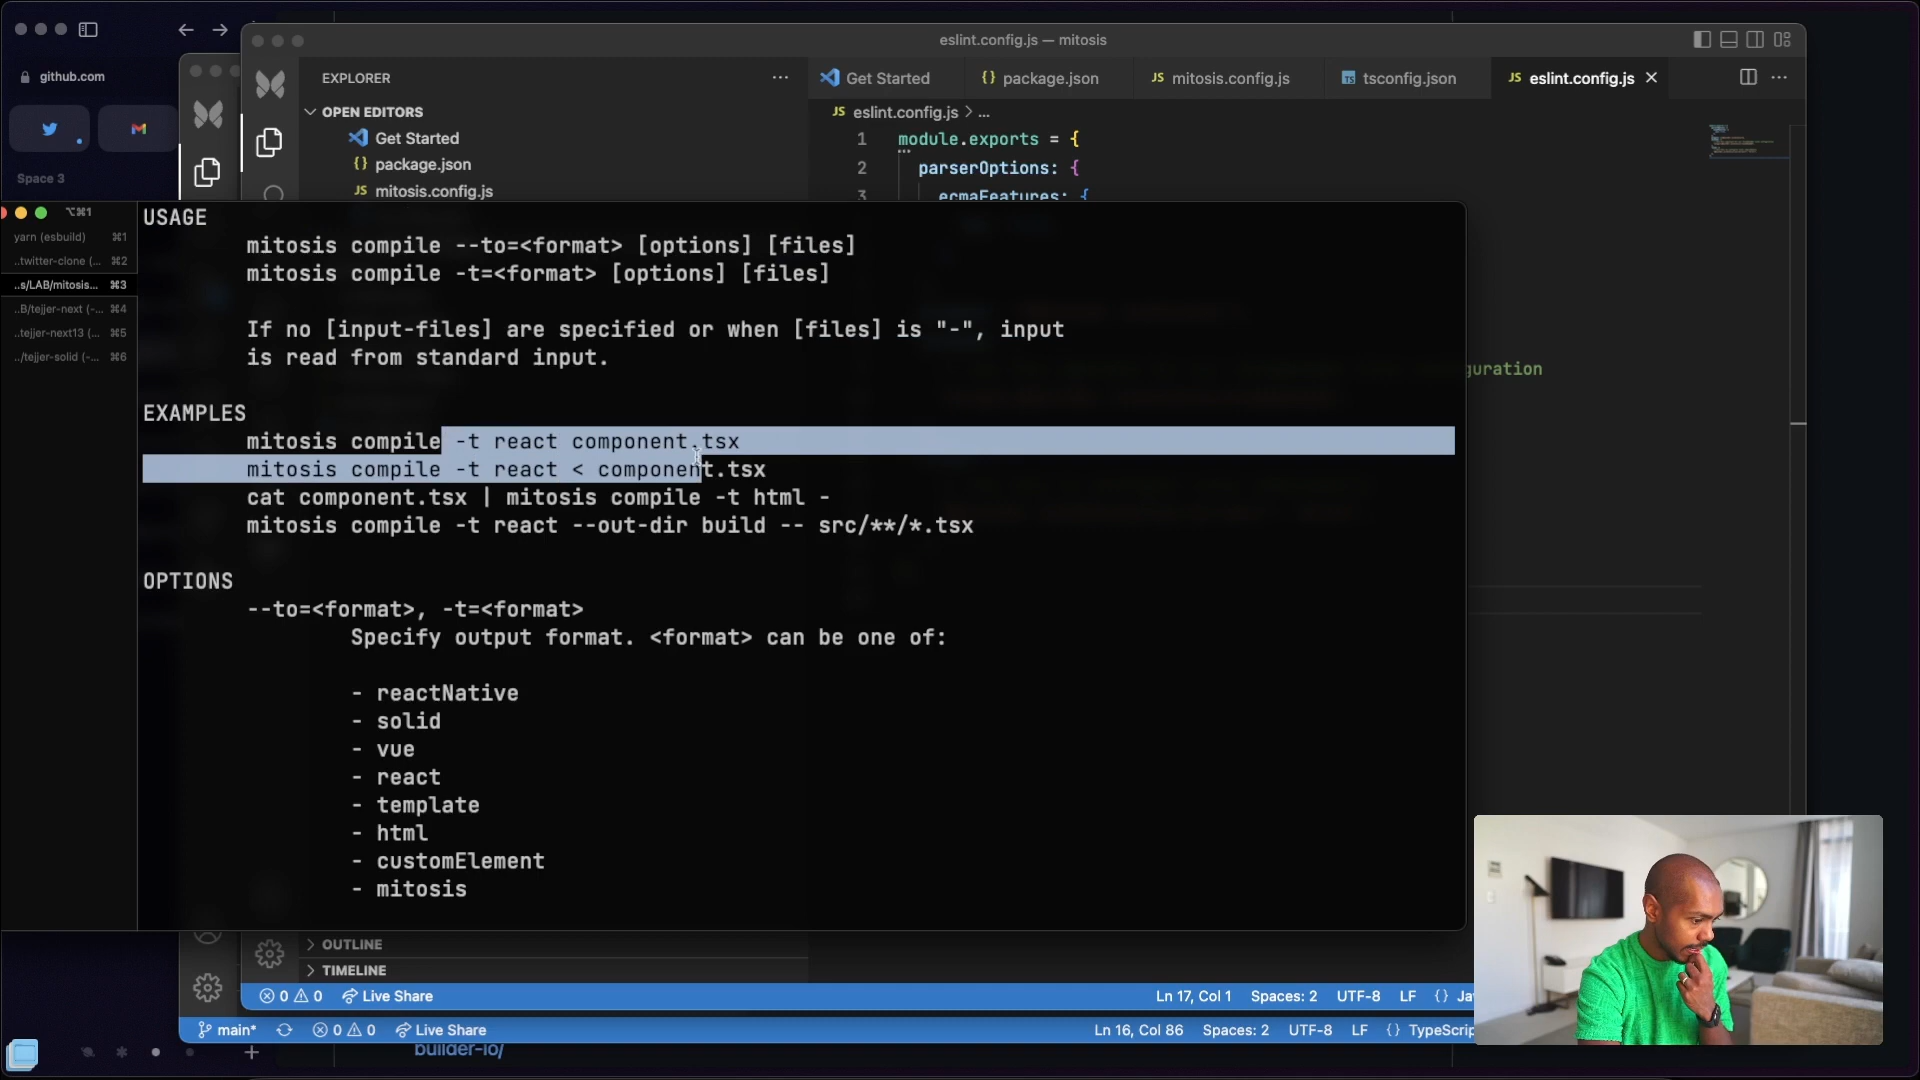 eslint.config.js — mitosis
github.com
EXPLORER
Get Started
package.json
mitosis.config.js
tsconfig.json
eslint.config.js
OPEN EDITORS
Get Started
package.json
mitosis.config.js
eslint.config.js > ...
1 module.exports = {
2 parserOptions: {
3 ecmaFeatures: {
Space 3
⌥⌘1
yarn (esbuild) ⌘1
..twitter-clone (... ⌘2
..s/LAB/mitosis... ⌘3
..B/tejjer-next (-... ⌘4
..tejjer-next13 (... ⌘5
../tejjer-solid (-... ⌘6
USAGE
mitosis compile --to=<format> [options] [files]
mitosis compile -t=<format> [options] [files]
If no [input-files] are specified or when [files] is "-", input
is read from standard input.
guration
EXAMPLES
mitosis compile -t react component.tsx
mitosis compile -t react < component.tsx
cat component.tsx | mitosis compile -t html -
mitosis compile -t react --out-dir build -- src/**/*.tsx
OPTIONS
--to=<format>, -t=<format>
Specify output format. <format> can be one of:
- reactNative
- solid
- vue
- react
- template
- html
- customElement
- mitosis
OUTLINE
TIMELINE
0 0 Live Share
Ln 17, Col 1 Spaces: 2 UTF-8 LF {} Ja
main* 0 0 Live Share
Ln 16, Col 86 Spaces: 2 UTF-8 LF {} TypeScrip
builder-io/